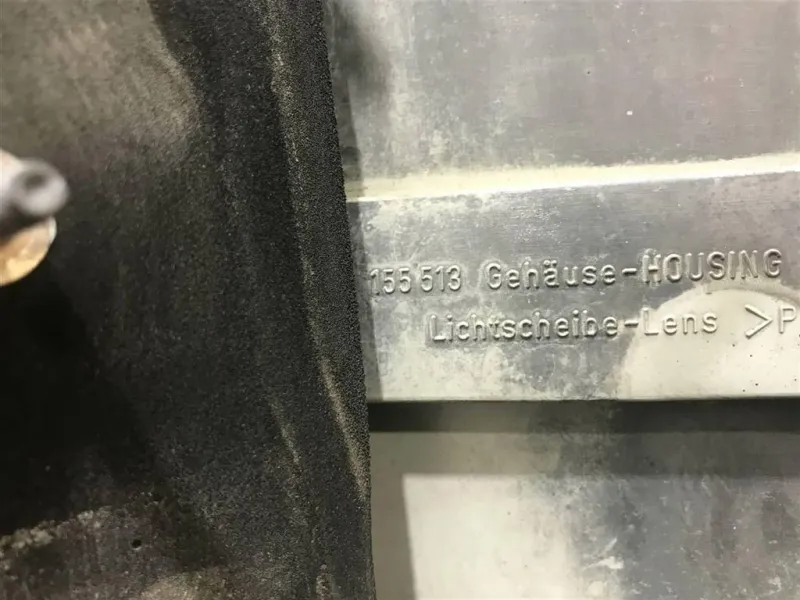 155 513 Gehäuse-HOUSING
Lichtscheibe-Lens >P